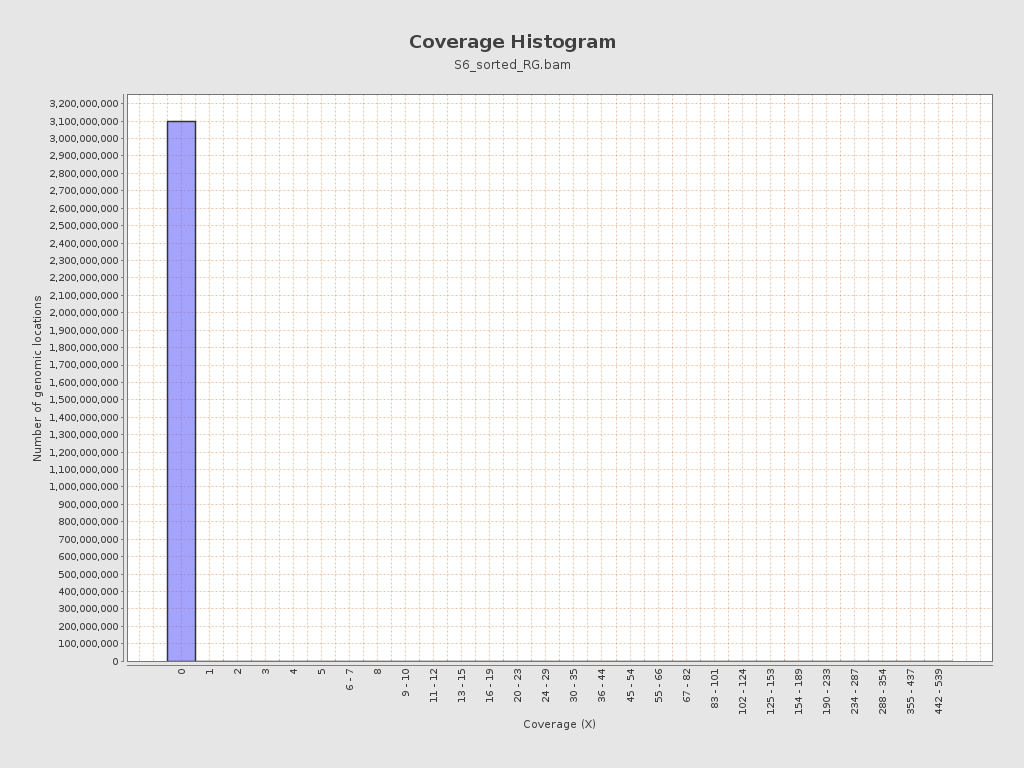 Coverage Histogram
S6_sorted_RG.bam
Number of genomic locations
3,200,000,000
3,100,000,000
3,000,000,000
2,900,000,000
2,800,000,000
2,700,000,000
2,600,000,000
2,500,000,000
2,400,000,000
2,300,000,000
2,200,000,000
2,100,000,000
2,000,000,000
1,900,000,000
1,800,000,000
1,700,000,000
1,600,000,000
1,500,000,000
1,400,000,000
1,300,000,000
1,200,000,000
1,100,000,000
1,000,000,000
900,000,000
800,000,000
700,000,000
600,000,000
500,000,000
400,000,000
300,000,000
200,000,000
100,000,000
0
0
1
2
3
4
5
6 - 7
8
9 - 10
11 - 12
13 - 15
16 - 19
20 - 23
24 - 29
30 - 35
36 - 44
45 - 54
55 - 66
67 - 82
83 - 101
102 - 124
125 - 153
154 - 189
190 - 233
234 - 287
288 - 354
355 - 437
442 - 539
Coverage (X)